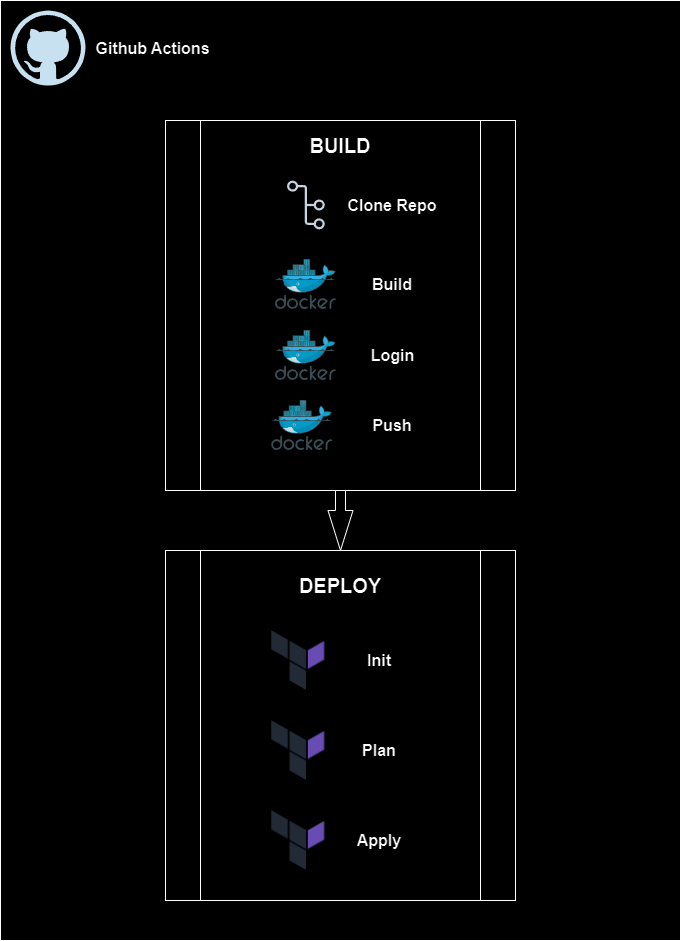 Github Actions
BUILD
Clone Repo
docker
Build
docker
Login
docker
Push
DEPLOY
Init
Plan
Apply